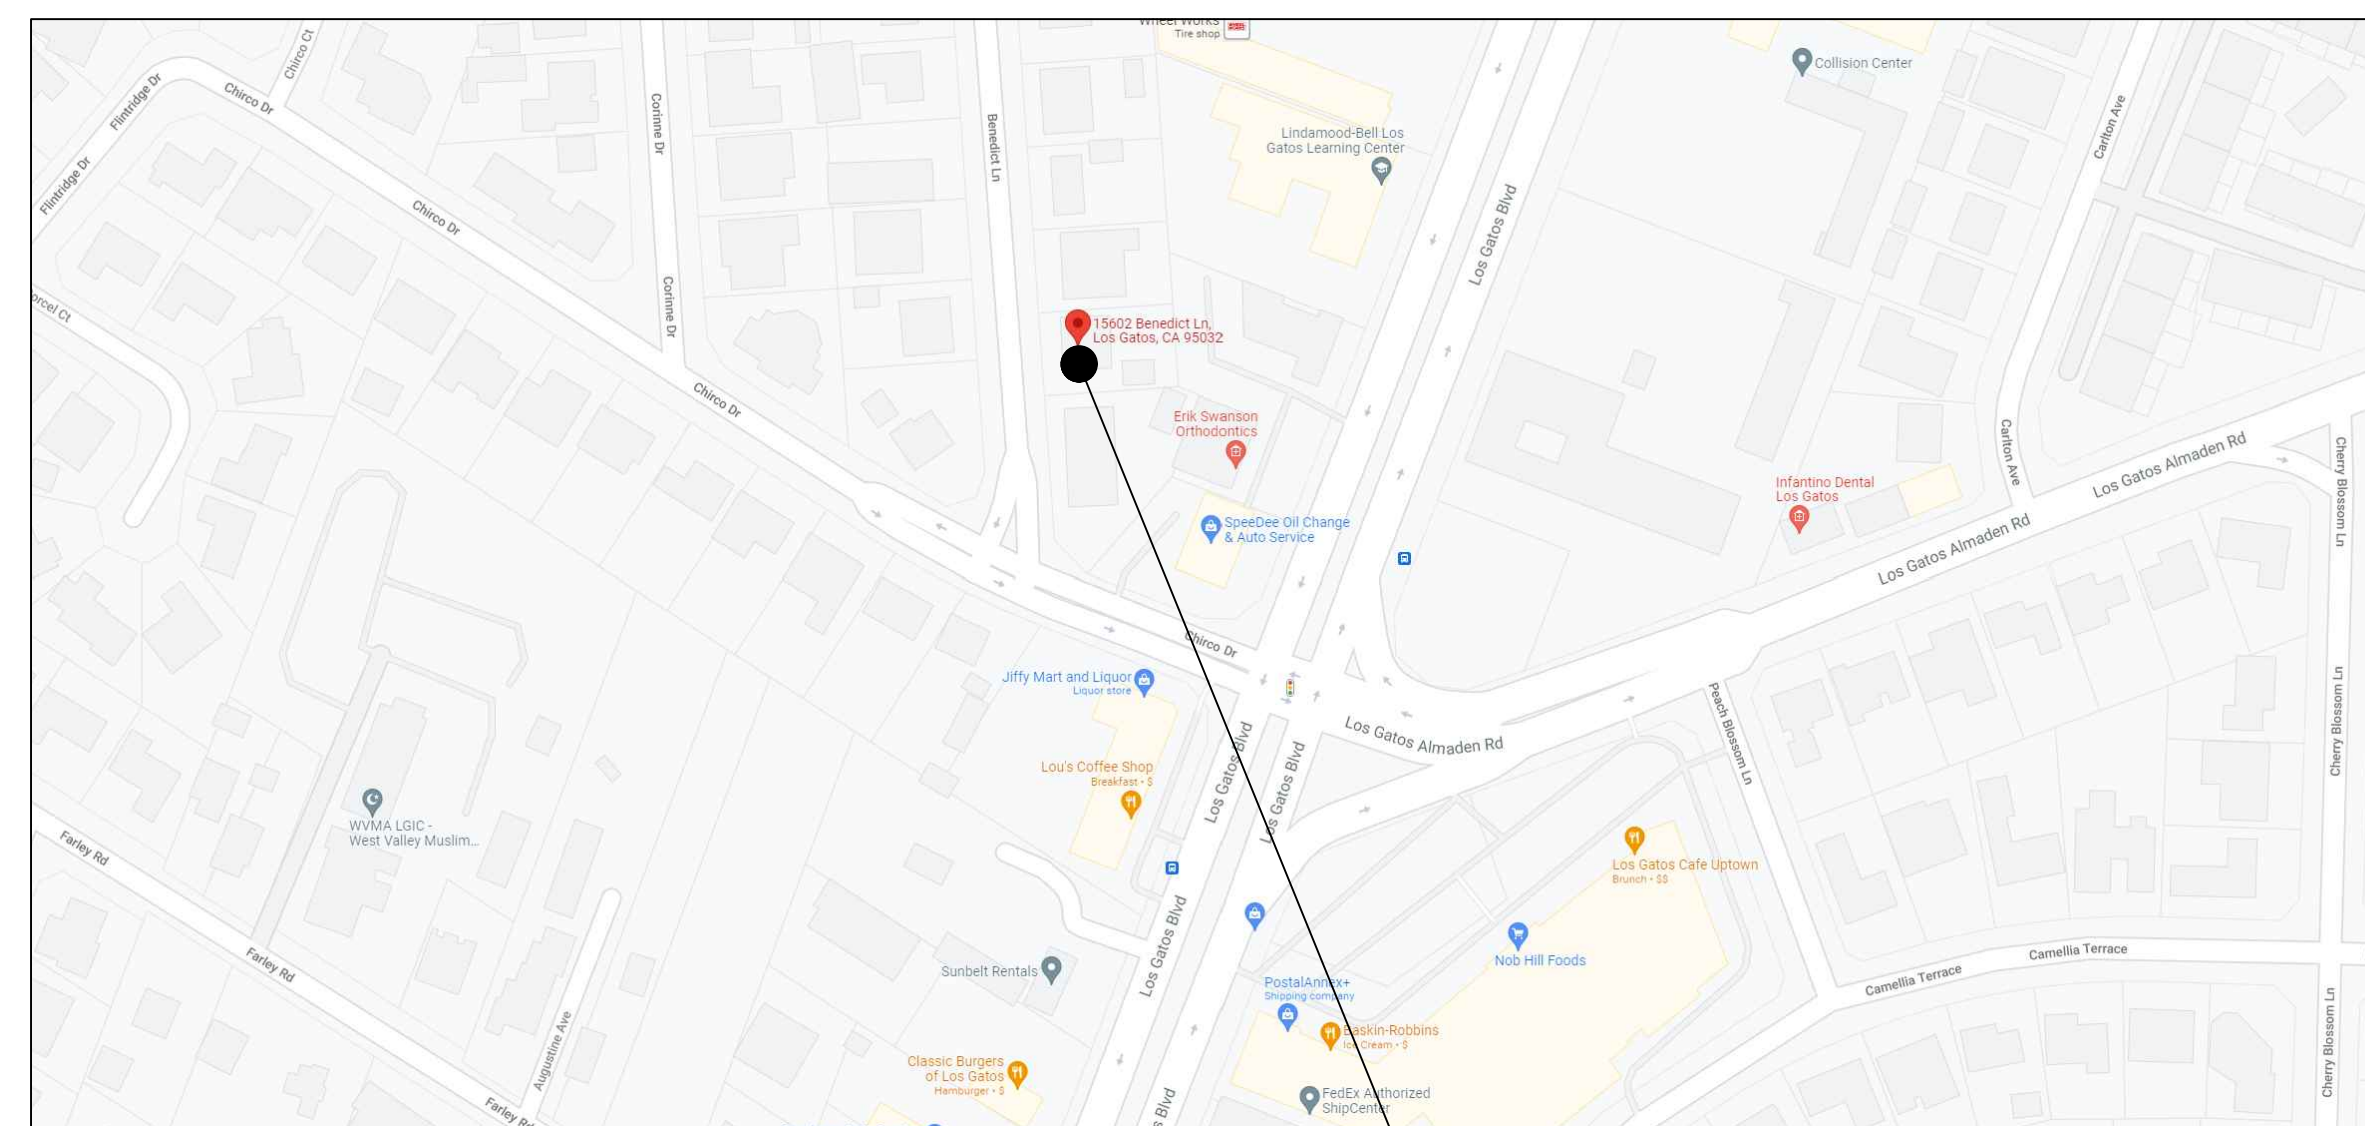 Wheel Works
Tire shop
Collision Center
Chirco Ct
Flintridge Dr
Chirco Dr
Corinne Dr
Benedict Ln
Carlton Ave
Lindamood-Bell Los
Gatos Learning Center
Flintridge Dr
Chirco Dr
Los Gatos Blvd
Corinne Dr
15602 Benedict Ln,
Los Gatos, CA 95032
Chirco Dr
Erik Swanson
Orthodontics
Carlton Ave
Los Gatos Almaden Rd
Cherry Blossom Ln
Infantino Dental
Los Gatos
SpeeDee Oil Change
& Auto Service
Los Gatos Almaden Rd
Chirco Dr
Jiffy Mart and Liquor
Liquor store
Los Gatos Almaden Rd
Peach Blossom Ln
Cherry Blossom Ln
Los Gatos Blvd
Los Gatos Blvd
Lou's Coffee Shop
Breakfast • $
WVMA LGIC -
West Valley Muslim...
Farley Rd
Los Gatos Cafe Uptown
Brunch • $$
Los Gatos Blvd
Nob Hill Foods
Camellia Terrace
Camellia Terrace
Farley Rd
Sunbelt Rentals
PostalAnnex+
Shipping company
Baskin-Robbins
Ice Cream • $
Cherry Blossom Ln
Augustine Ave
Classic Burgers
of Los Gatos
Hamburger • $
FedEx Authorized
ShipCenter
Farley Rd
Blvd